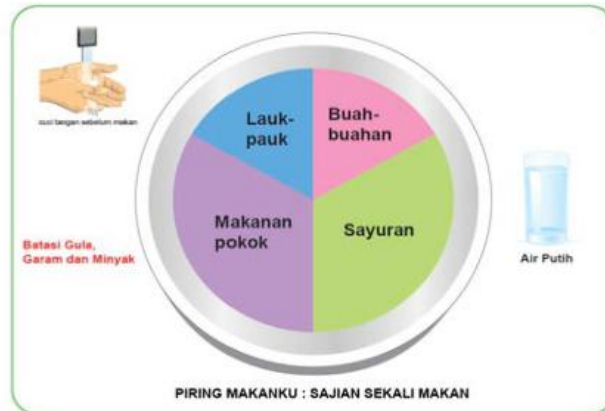 cuci tangan sebelum makan
Lauk-
pauk
Buah-
buahan
Makanan
pokok
Sayuran
Batasi Gula,
Garam dan Minyak
Air Putih
PIRING MAKANKU : SAJIAN SEKALI MAKAN